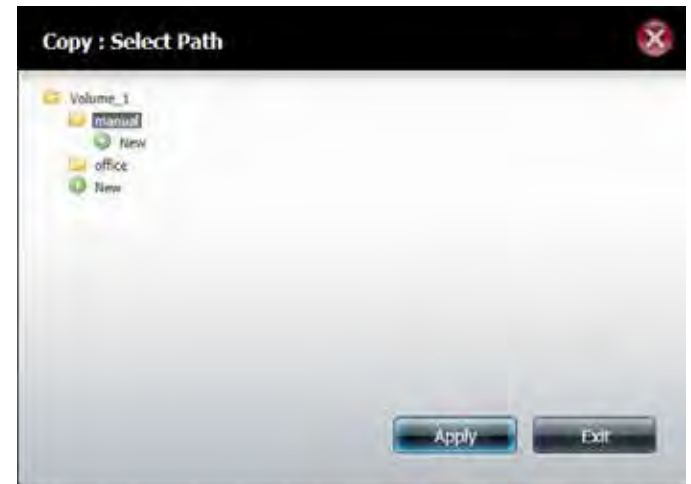 Copy : Select Path
Volume_1
manual
New
office
New
Apply
Exit